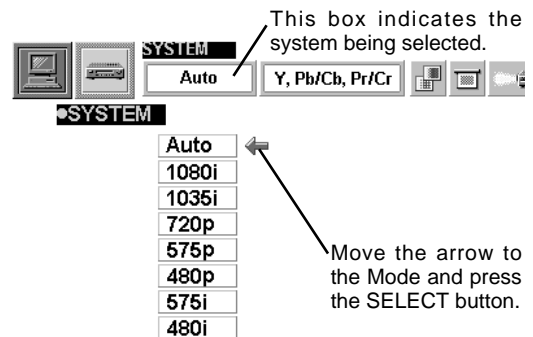 This box indicates the
system being selected.
SYSTEM
Auto
Y, Pb/Cb, Pr/Cr
●SYSTEM
Auto
1080i
1035i
720p
575p
480p
575i
480i
Move the arrow to
the Mode and press
the SELECT button.